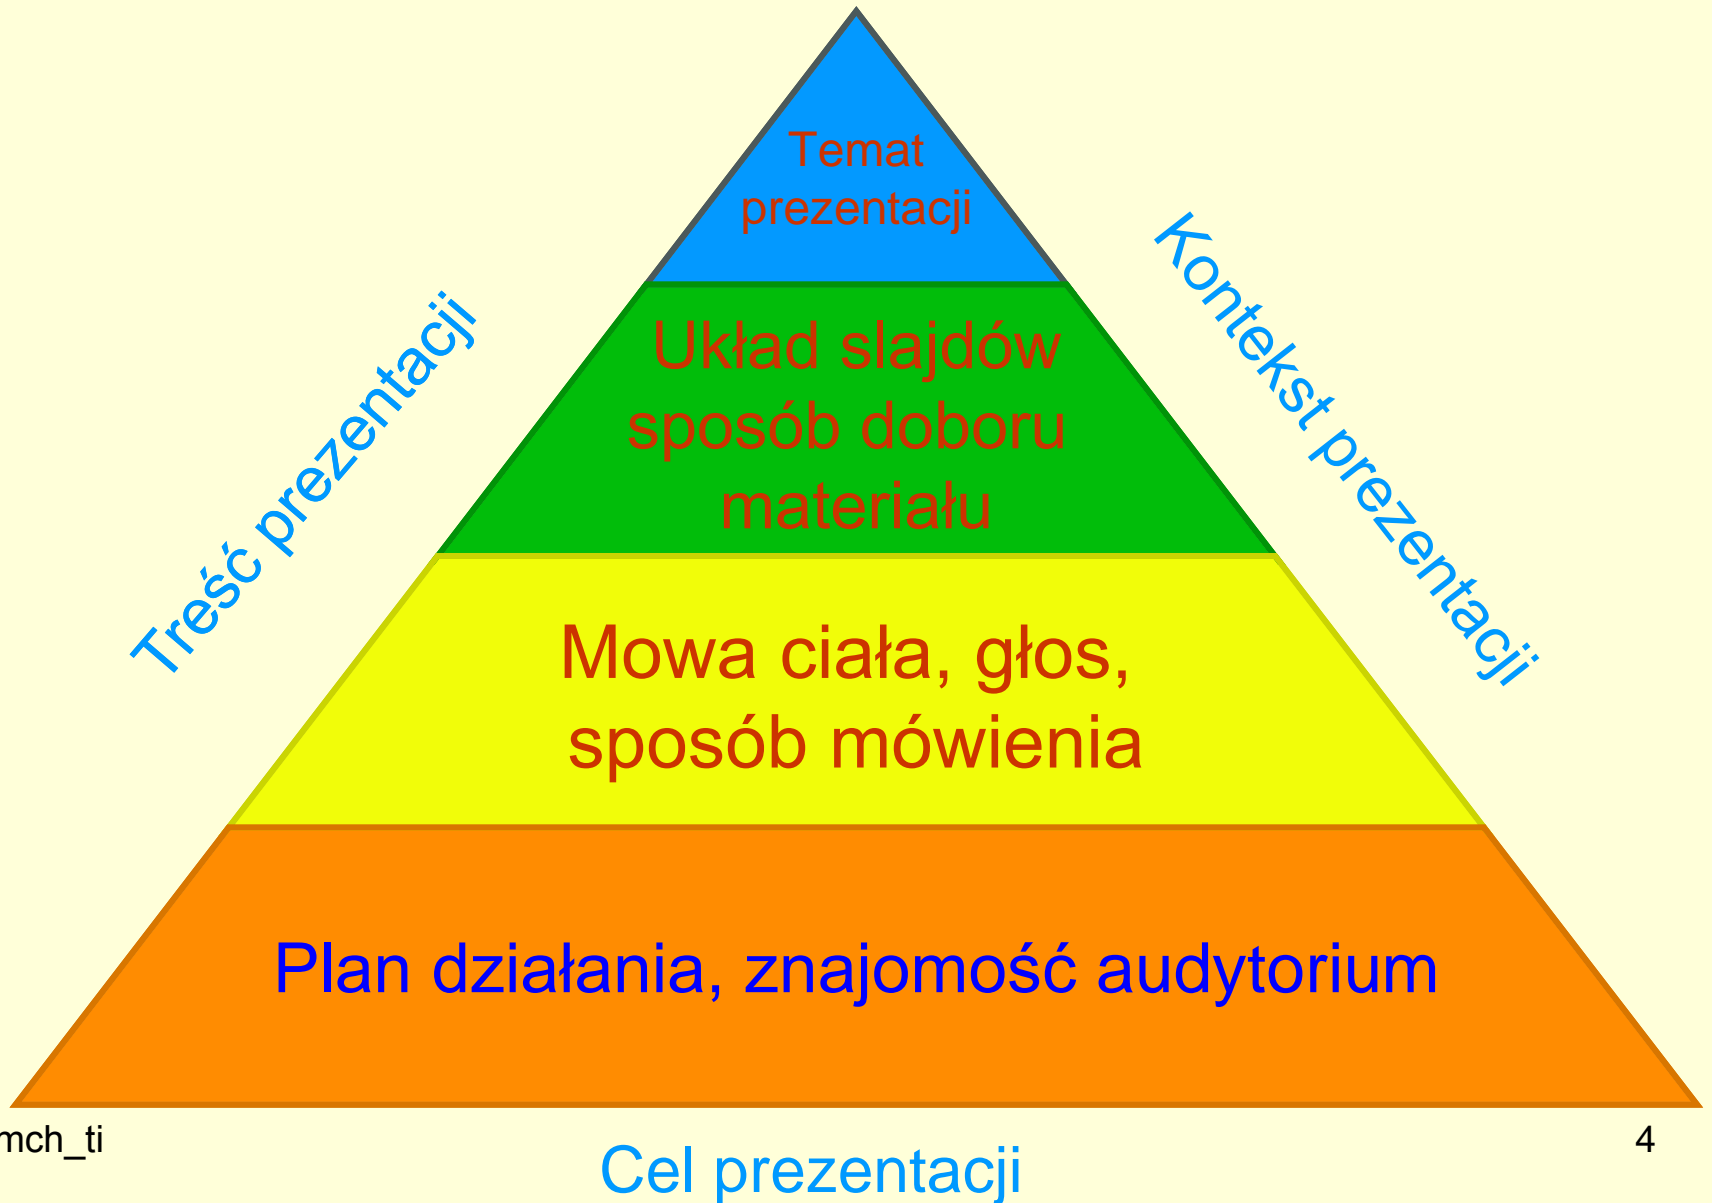 Temat
prezentacji
Układ slajdów
sposób doboru
materiału
Mowa ciała, głos,
sposób mówienia
Plan działania, znajomość audytorium
Treść prezentacji
Kontekst prezentacji
Cel prezentacji
mch_ti
4